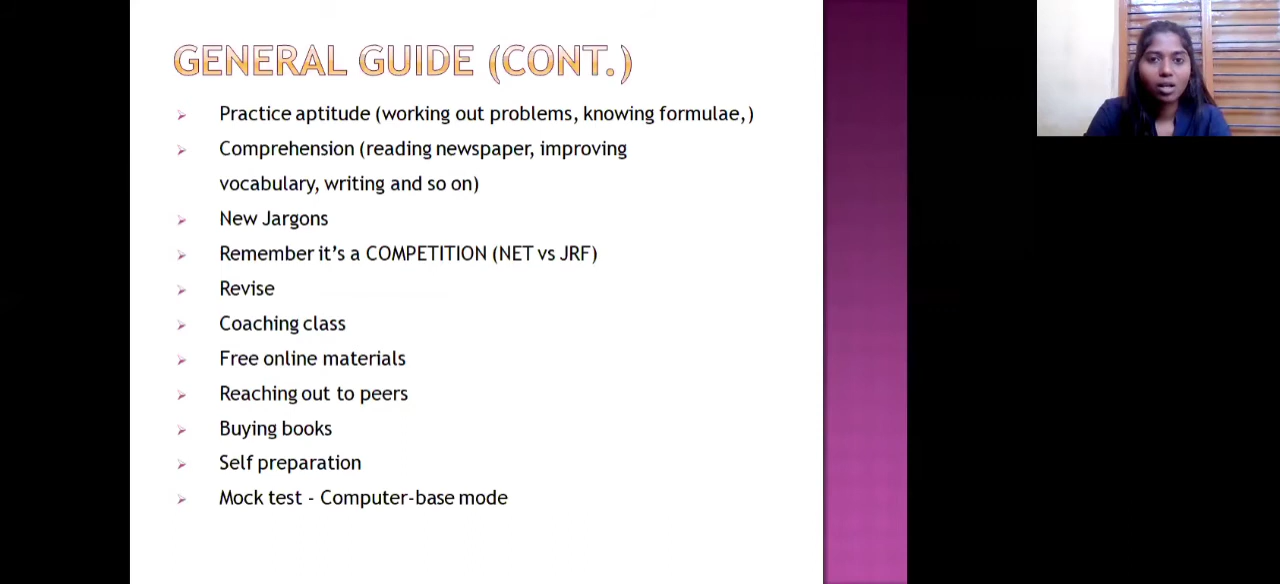 GENERAL GUIDE (CONT.)
Practice aptitude (working out problems, knowing formulae,)
Comprehension (reading newspaper, improving
vocabulary, writing and so on)
New Jargons
Remember it’s a COMPETITION (NET vs JRF)
Revise
Coaching class
Free online materials
Reaching out to peers
Buying books
Self preparation
Mock test - Computer-base mode